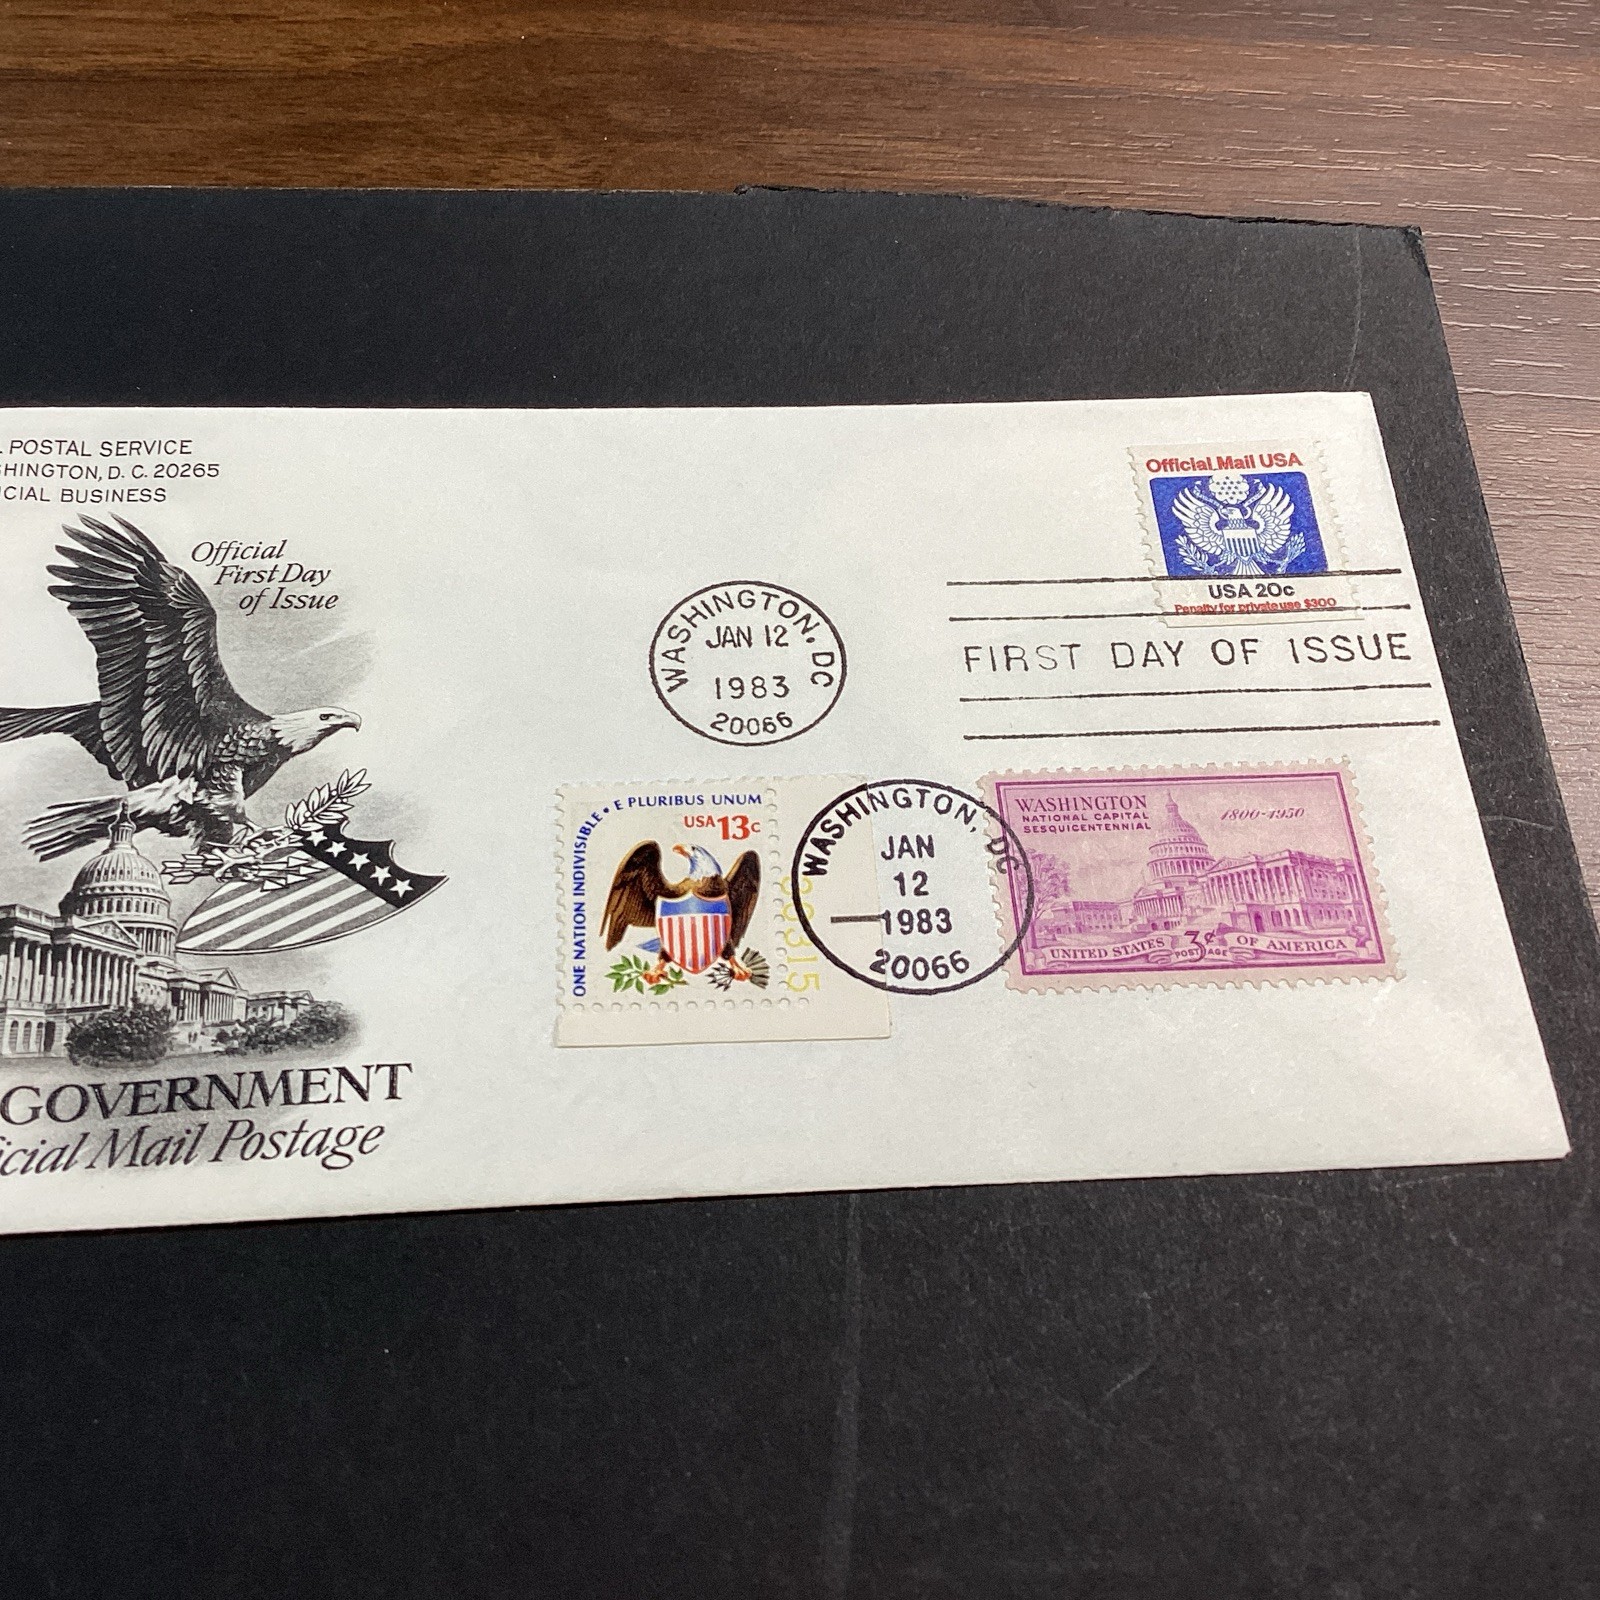 . POSTAL SERVICE
HINGTON, D. C. 20265
CIAL BUSINESS
Official
First Day
of Issue
GOVERNMENT
icial Mail Postage
WASHINGTON, DC
JAN 12
1983
20066
Official Mail USA
USA 20c
Penalty for private use $300
FIRST DAY OF ISSUE
ONE NATION INDIVISIBLE • E PLURIBUS UNUM
USA 13c
WASHINGTON, DC
JAN
12
1983
20066
WASHINGTON
NATIONAL CAPITAL
SESQUICENTENNIAL
1800-1950
UNITED STATES 3¢ OF AMERICA
POSTAGE